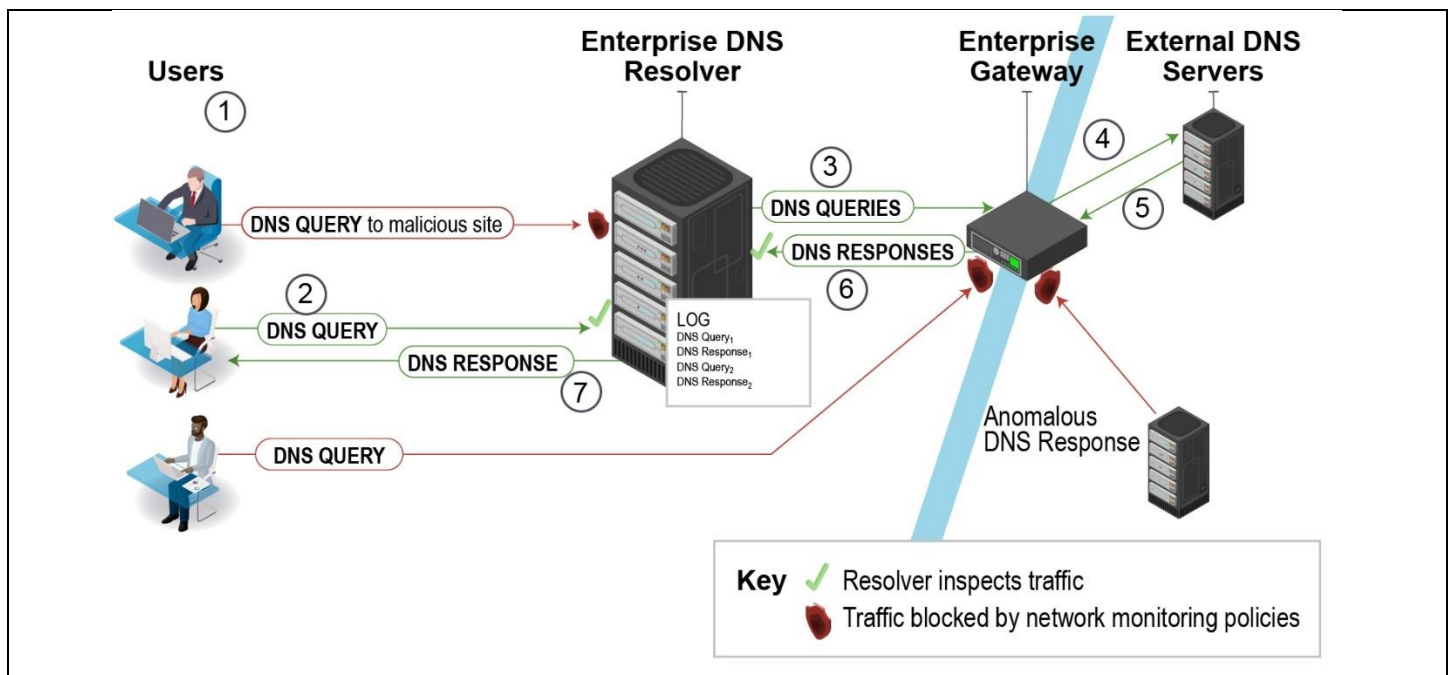 Users
1
Enterprise DNS
Resolver
Enterprise
Gateway
External DNS
Servers
DNS QUERY to malicious site
3
DNS QUERIES
4
5
DNS RESPONSES
6
2
DNS QUERY
DNS RESPONSE
7
LOG
DNS Query₁
DNS Response₁
DNS Query₂
DNS Response₂
DNS QUERY
Anomalous
DNS Response
Key
Resolver inspects traffic
Traffic blocked by network monitoring policies